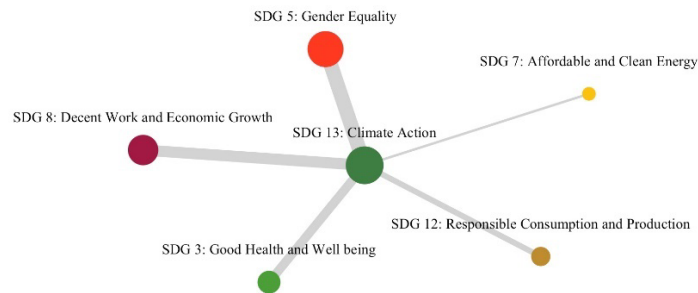 SDG 5: Gender Equality
SDG 7: Affordable and Clean Energy
SDG 8: Decent Work and Economic Growth
SDG 13: Climate Action
SDG 12: Responsible Consumption and Production
SDG 3: Good Health and Well being